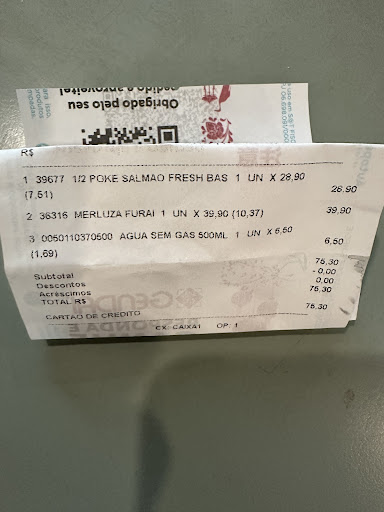 Obrigado pelo seu
pedido e aproveite!
R$
1 39677 1/2 POKE SALMAO FRESH BAS 1 UN X 28,90
(7,51) 28,90
2 36316 MERLUZA FURAI 1 UN X 39,90 (10,37) 39,90
3 0050110370500 AGUA SEM GAS 500ML 1 UN X 6,50
(1,69) 6,50
Subtotal 75,30
Descontos - 0,00
Acréscimos 0,00
TOTAL R$ 75,30
CARTAO DE CREDITO 75,30
CX: CAIXA1 OP: 1